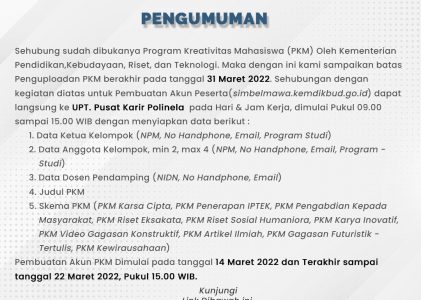 PENGUMUMAN
Sehubung sudah dibukanya Program Kreativitas Mahasiswa (PKM) Oleh Kementerian
Pendidikan,Kebudayaan, Riset, dan Teknologi. Maka dengan ini kami sampaikan batas
Penguploadan PKM berakhir pada tanggal 31 Maret 2022. Sehubungan dengan
kegiatan diatas untuk Pembuatan Akun Peserta(simbelmawa.kemdikbud.go.id) dapat
langsung ke UPT. Pusat Karir Polinela pada Hari & Jam Kerja, dimulai Pukul 09.00
sampai 15.00 WIB dengan menyiapkan data berikut :
1. Data Ketua Kelompok (NPM, No Handphone, Email, Program Studi)
2. Data Anggota Kelompok, min 2, max 4 (NPM, No Handphone, Email, Program -
Studi)
3. Data Dosen Pendamping (NIDN, No Handphone, Email)
4. Judul PKM
5. Skema PKM (PKM Karsa Cipta, PKM Penerapan IPTEK, PKM Pengabdian Kepada
Masyarakat, PKM Riset Eksakata, PKM Riset Sosial Humaniora, PKM Karya Inovatif,
PKM Video Gagasan Konstruktif, PKM Artikel Ilmiah, PKM Gagasan Futuristik -
Tertulis, PKM Kewirausahaan)
Pembuatan Akun PKM Dimulai pada tanggal 14 Maret 2022 dan Terakhir sampai
tanggal 22 Maret 2022, Pukul 15.00 WIB.
Kunjungi
Link Dibawah ini